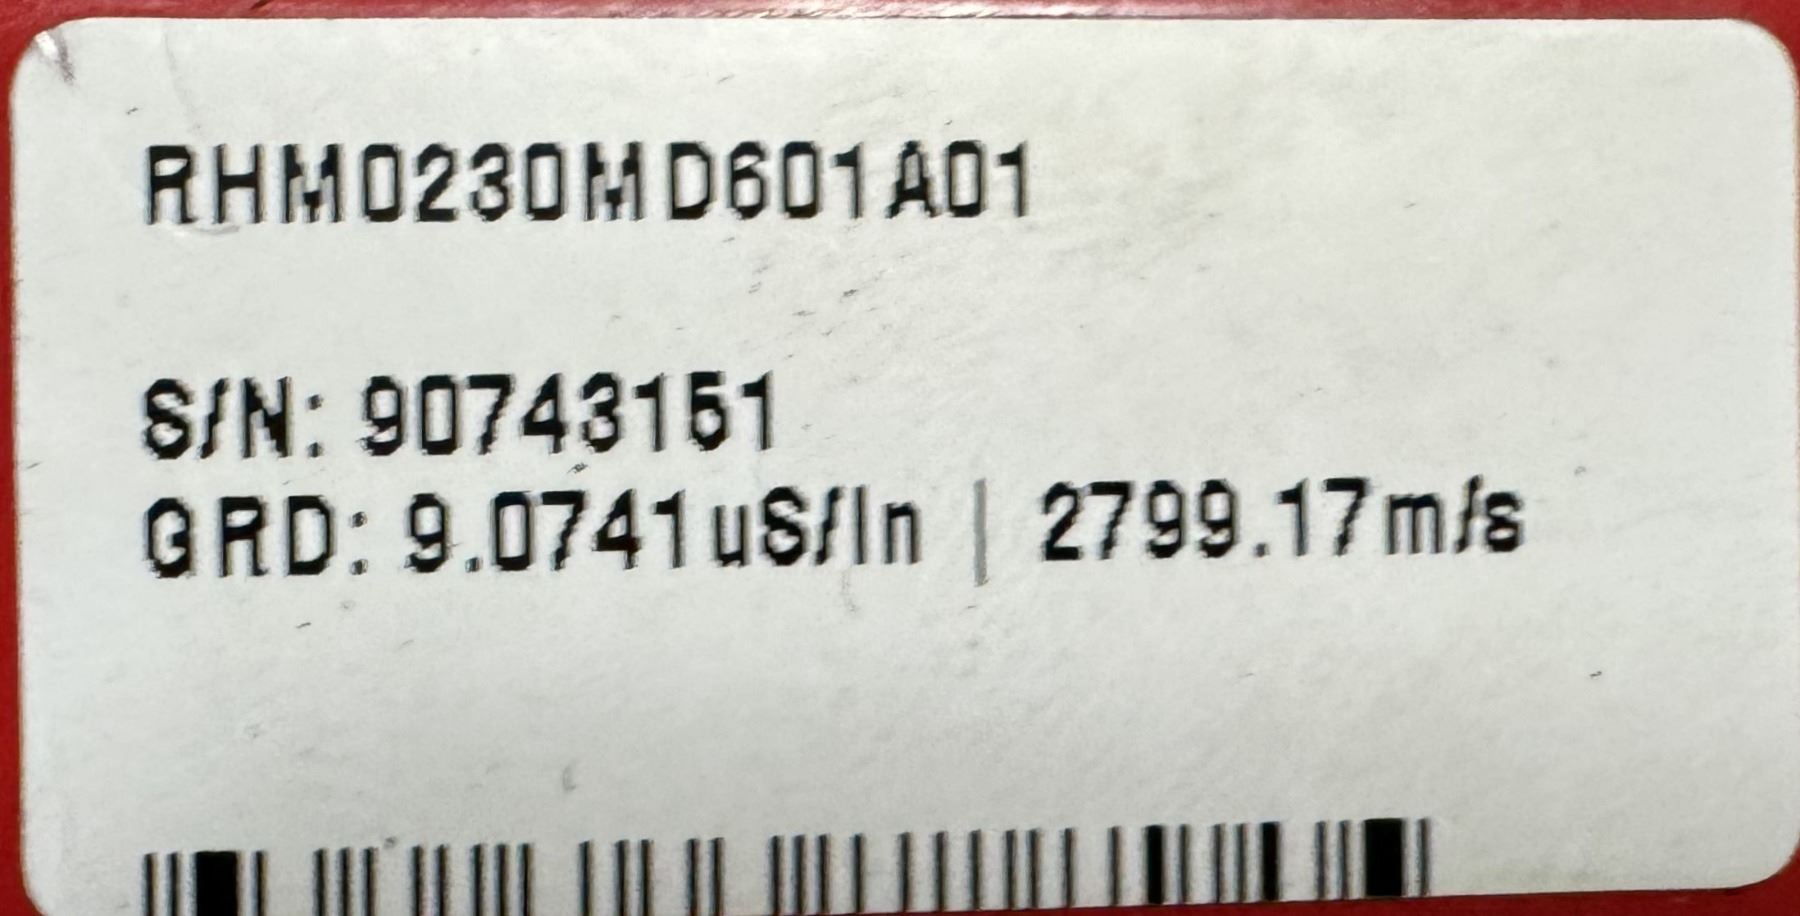 RHM0230MD601A01
S/N: 90743151
GRD: 9.0741uS/In | 2799.17m/s